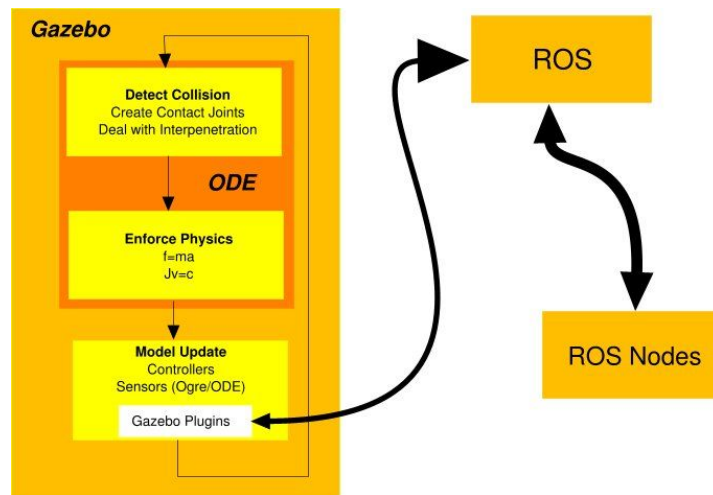 Gazebo
Detect Collision
Create Contact Joints
Deal with Interpenetration
ODE
Enforce Physics
f=ma
Jv=c
Model Update
Controllers
Sensors (Ogre/ODE)
Gazebo Plugins
ROS
ROS Nodes